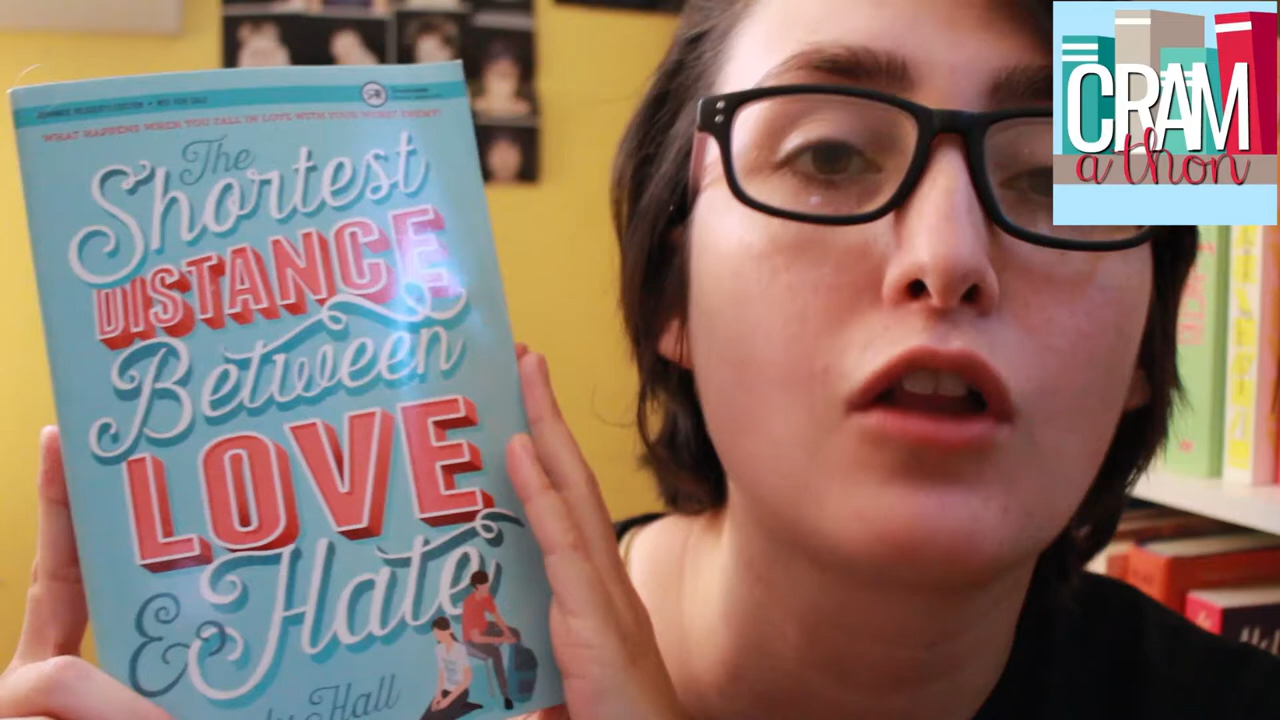 ADVANCE READER'S EDITION • NOT FOR SALE
WHAT HAPPENS WHEN YOU FALL IN LOVE WITH YOUR WORST ENEMY?
The
Shortest
DISTANCE
Between
LOVE
& Hate
Hall
CRAM
a thon